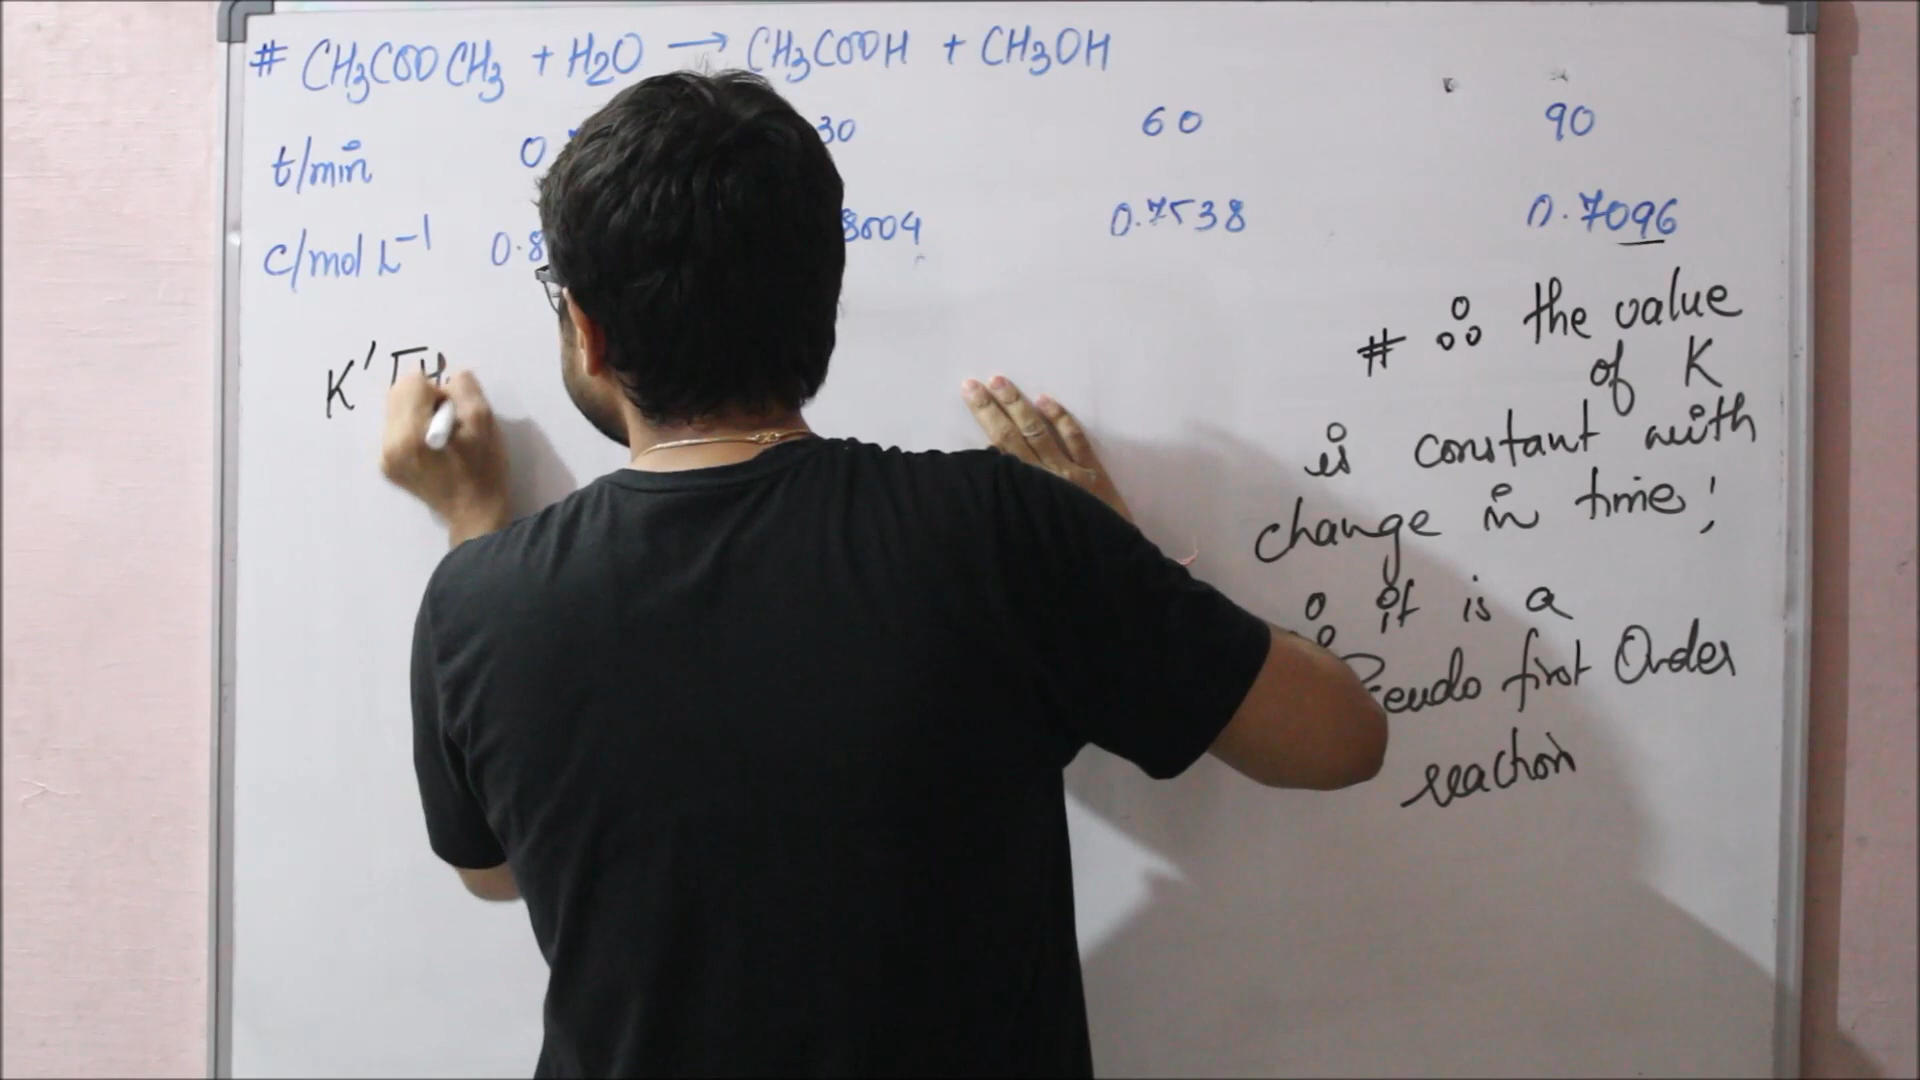 # CH3COOCH3 + H2O → CH3COOH + CH3OH
t/min 0 30 60 90
c/mol L⁻¹ 0.8 8004 0.7538 0.7096
K'[H
# ∴ the value
of K
is constant with
change in time;
∴ it is a
first Order
reaction